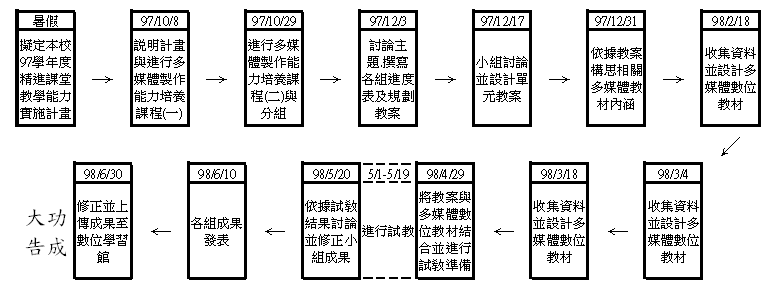 暑假
擬定本校
97學年度
精進課堂
教學能力
實施計畫
97/10/8
說明計畫
與進行多
媒體製作
能力培養
課程(一)
97/10/29
進行多媒
體製作能
力培養課
程(二)與
分組
97/12/3
討論主
題.撰寫
各組進度
表及規劃
教案
97/12/17
小組討論
並設計單
元教案
97/12/31
依據教案
構思相關
多媒體教
材內涵
98/2/18
收集資料
並設計多
媒體數位
教材
98/3/4
收集資料
並設計多
媒體數位
教材
98/3/18
收集資料
並設計多
媒體數位
教材
98/4/29
將教案與
多媒體數
位教材結
合並進行
試教準備
5/1-5/19
進行試教
98/5/20
依據試教
結果討論
並修正小
組成果
98/6/10
各組成果
發表
98/6/30
修正並上
傳成果至
數位學習
館
大功
告成